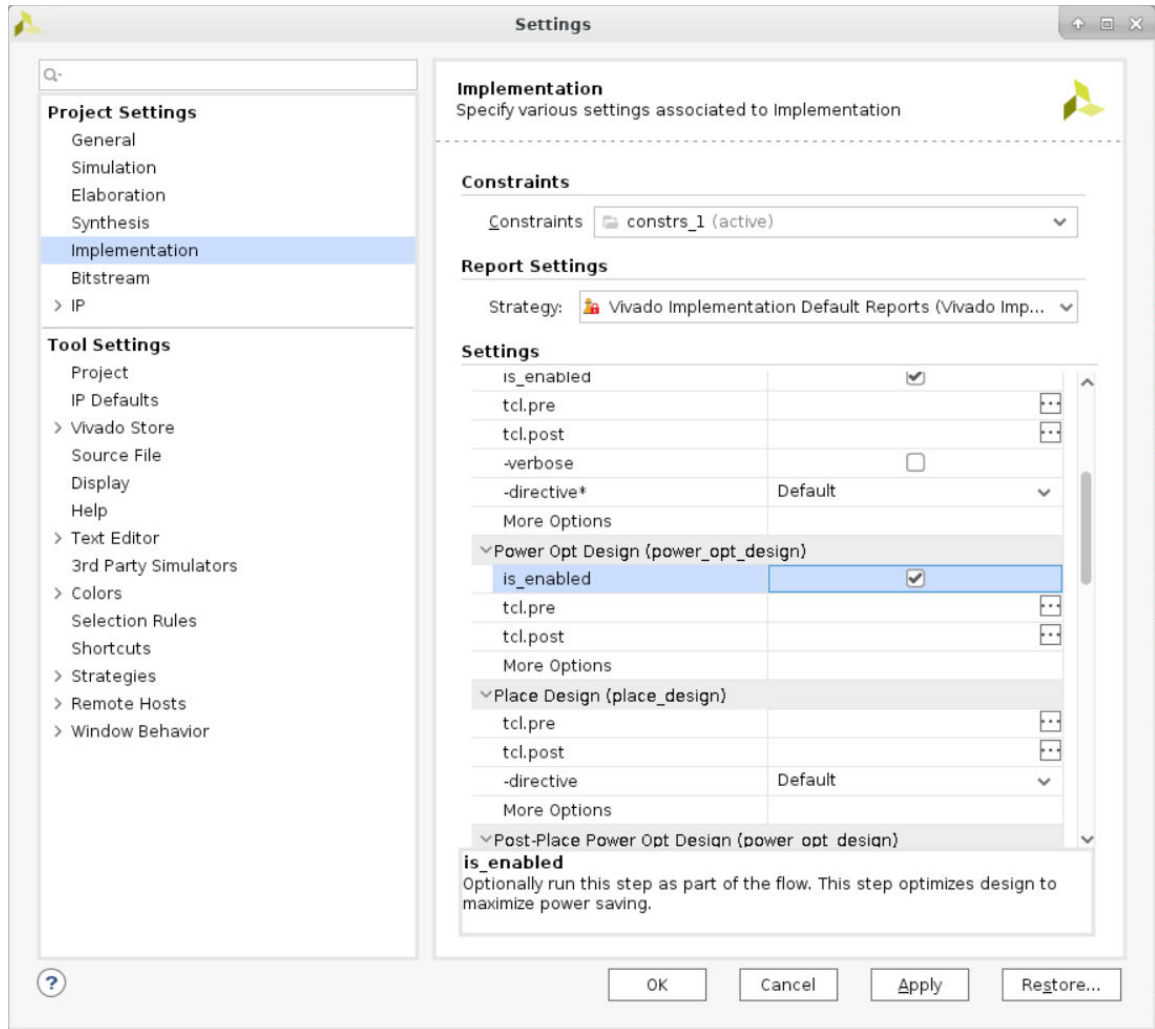 Settings
Project Settings
General
Simulation
Elaboration
Synthesis
Implementation
Bitstream
> IP
Tool Settings
Project
IP Defaults
> Vivado Store
Source File
Display
Help
> Text Editor
3rd Party Simulators
> Colors
Selection Rules
Shortcuts
> Strategies
> Remote Hosts
> Window Behavior
Implementation
Specify various settings associated to Implementation
Constraints
Constraints constrs_1 (active)
Report Settings
Strategy: Vivado Implementation Default Reports (Vivado Imp...
Settings
is_enabled
tcl.pre ...
tcl.post ...
-verbose
-directive* Default
More Options
Power Opt Design (power_opt_design)
is_enabled
tcl.pre ...
tcl.post ...
More Options
Place Design (place_design)
tcl.pre ...
tcl.post ...
-directive Default
More Options
Post-Place Power Opt Design (power_opt_design)
is_enabled
Optionally run this step as part of the flow. This step optimizes design to
maximize power saving.
? OK Cancel Apply Restore...